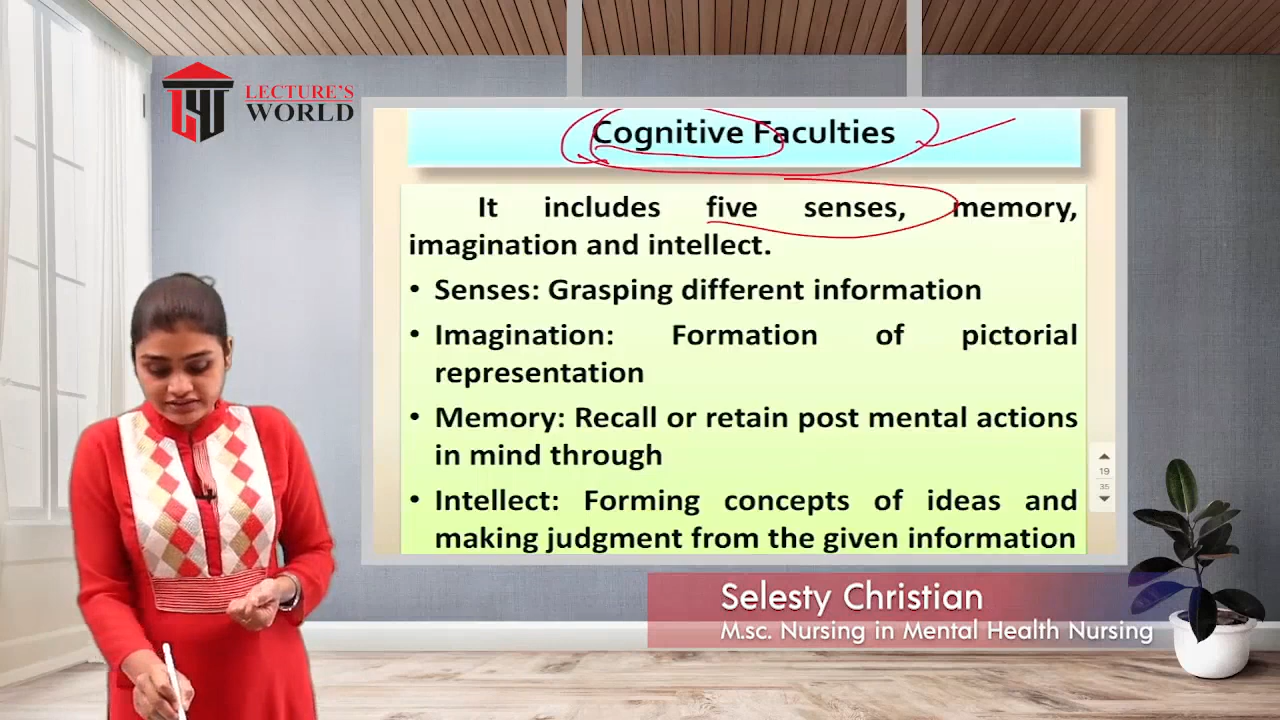 LECTURE'S
WORLD
Cognitive Faculties
It includes five senses, memory,
imagination and intellect.
• Senses: Grasping different information
• Imagination: Formation of pictorial
representation
• Memory: Recall or retain post mental actions
in mind through
• Intellect: Forming concepts of ideas and
making judgment from the given information
19
35
Selesty Christian
M.sc. Nursing in Mental Health Nursing